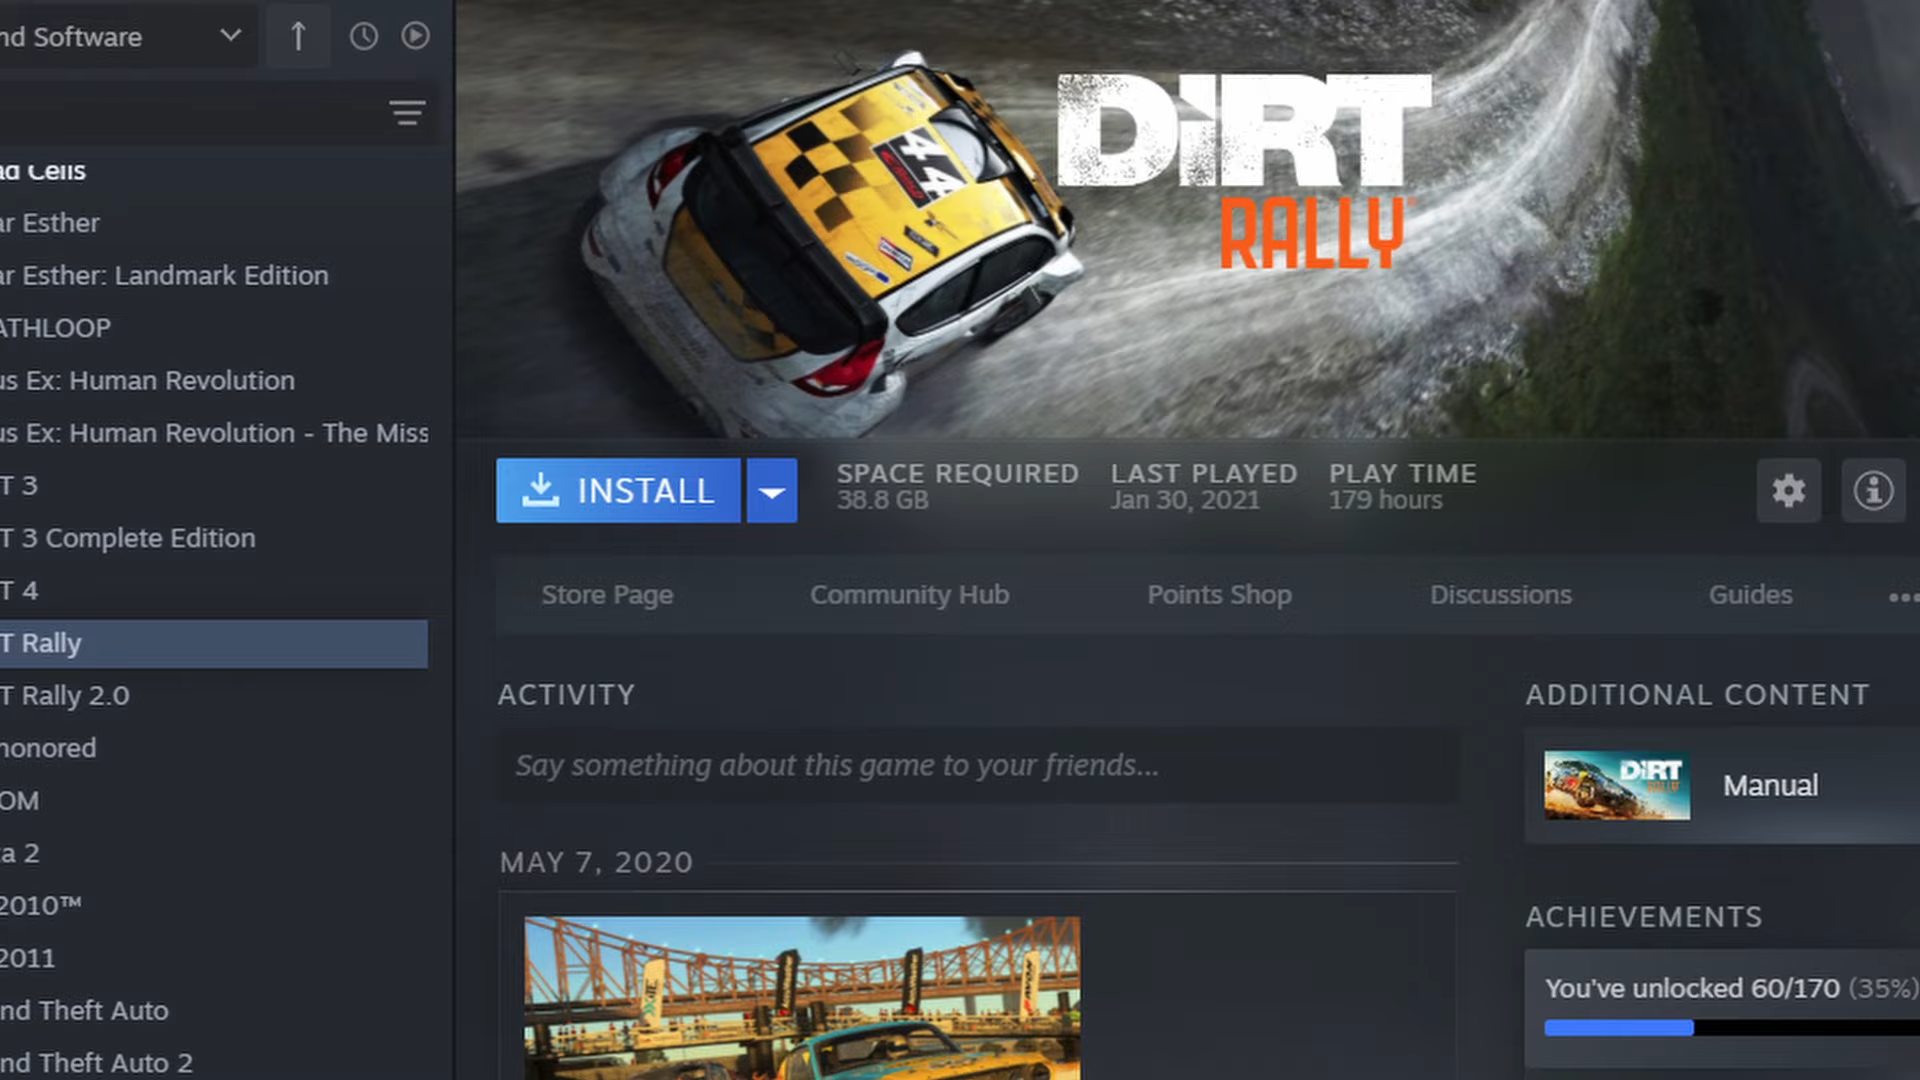 nd Software
ad Cells
ar Esther
ar Esther: Landmark Edition
ATHLOOP
us Ex: Human Revolution
us Ex: Human Revolution - The Miss
T 3
T 3 Complete Edition
T 4
T Rally
T Rally 2.0
honored
OM
a 2
2010™
2011
nd Theft Auto
nd Theft Auto 2
44
DiRT
RALLY
INSTALL
SPACE REQUIRED
38.8 GB
LAST PLAYED
Jan 30, 2021
PLAY TIME
179 hours
Store Page
Community Hub
Points Shop
Discussions
Guides
ACTIVITY
Say something about this game to your friends...
MAY 7, 2020
ADDITIONAL CONTENT
DiRT
RALLY
Manual
ACHIEVEMENTS
You've unlocked 60/170 (35%)